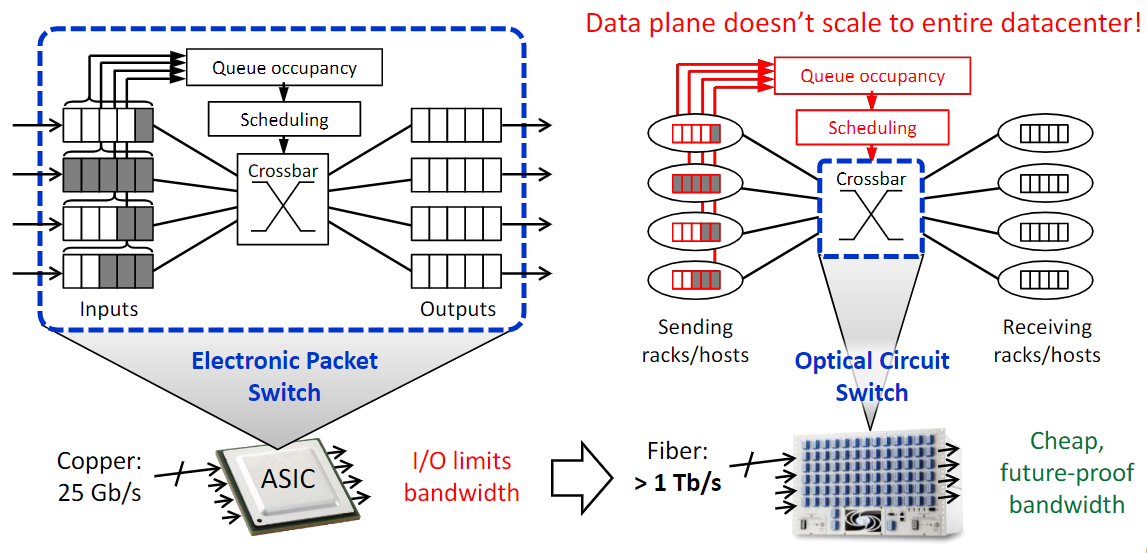 Data plane doesn’t scale to entire datacenter!
Queue occupancy
Scheduling
Crossbar
Inputs
Outputs
Electronic Packet
Switch
Copper:
25 Gb/s
ASIC
I/O limits
bandwidth
Queue occupancy
Scheduling
Crossbar
Sending
racks/hosts
Receiving
racks/hosts
Optical Circuit
Switch
Fiber:
> 1 Tb/s
Cheap,
future-proof
bandwidth